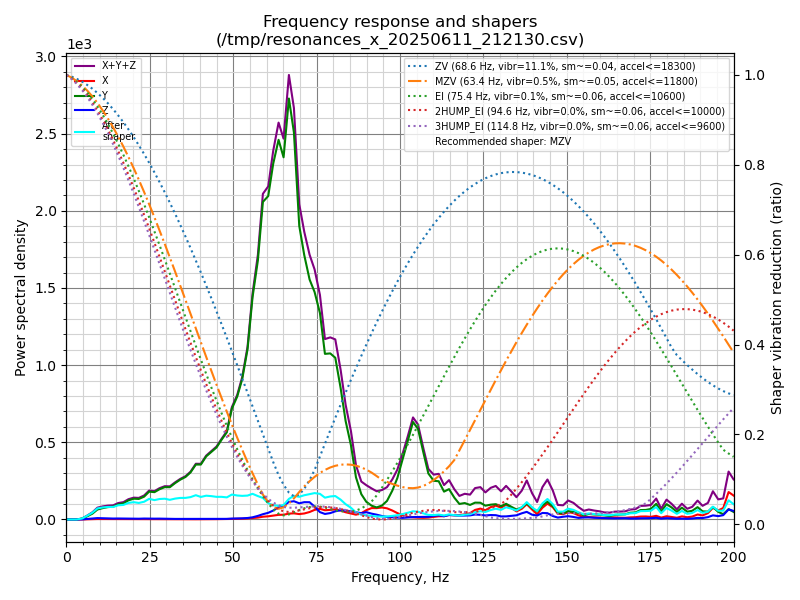 Frequency response and shapers
(/tmp/resonances_x_20250611_212130.csv)
1e3
X+Y+Z
X
Y
Z
After
shaper
ZV (68.6 Hz, vibr=11.1%, sm~=0.04, accel<=18300)
MZV (63.4 Hz, vibr=0.5%, sm~=0.05, accel<=11800)
EI (75.4 Hz, vibr=0.1%, sm~=0.06, accel<=10600)
2HUMP_EI (94.6 Hz, vibr=0.0%, sm~=0.06, accel<=10000)
3HUMP_EI (114.8 Hz, vibr=0.0%, sm~=0.06, accel<=9600)
Recommended shaper: MZV
3.0
2.5
2.0
1.5
1.0
0.5
0.0
Power spectral density
1.0
0.8
0.6
0.4
0.2
0.0
Shaper vibration reduction (ratio)
0 25 50 75 100 125 150 175 200
Frequency, Hz